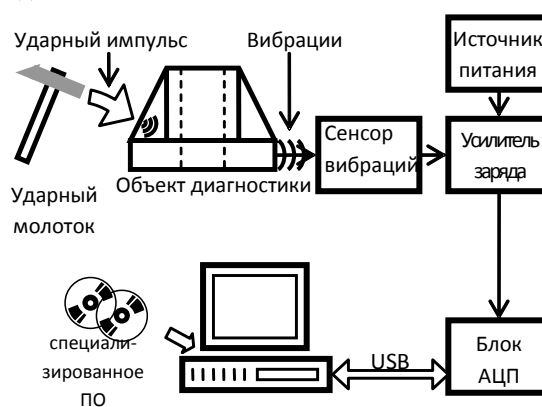 Ударный импульс
Вибрации
Источник
питания
Сенсор
вибраций
Усилитель
заряда
Объект диагностики
Ударный
молоток
специали-
зированное
ПО
USB
Блок
АЦП